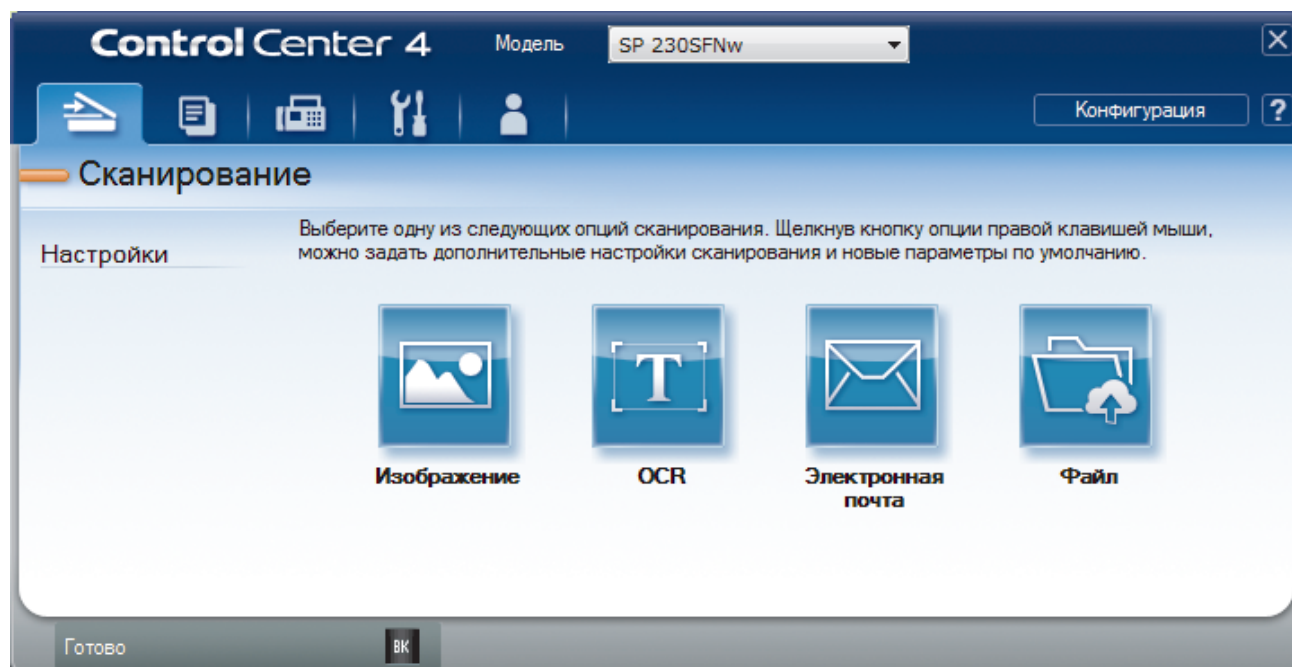 Control Center 4 Модель SP 230SFNw
Конфигурация ?
Сканирование
Настройки
Выберите одну из следующих опций сканирования. Щелкнув кнопку опции правой клавишей мыши,
можно задать дополнительные настройки сканирования и новые параметры по умолчанию.
T
Изображение OCR Электронная почта Файл
Готово BK